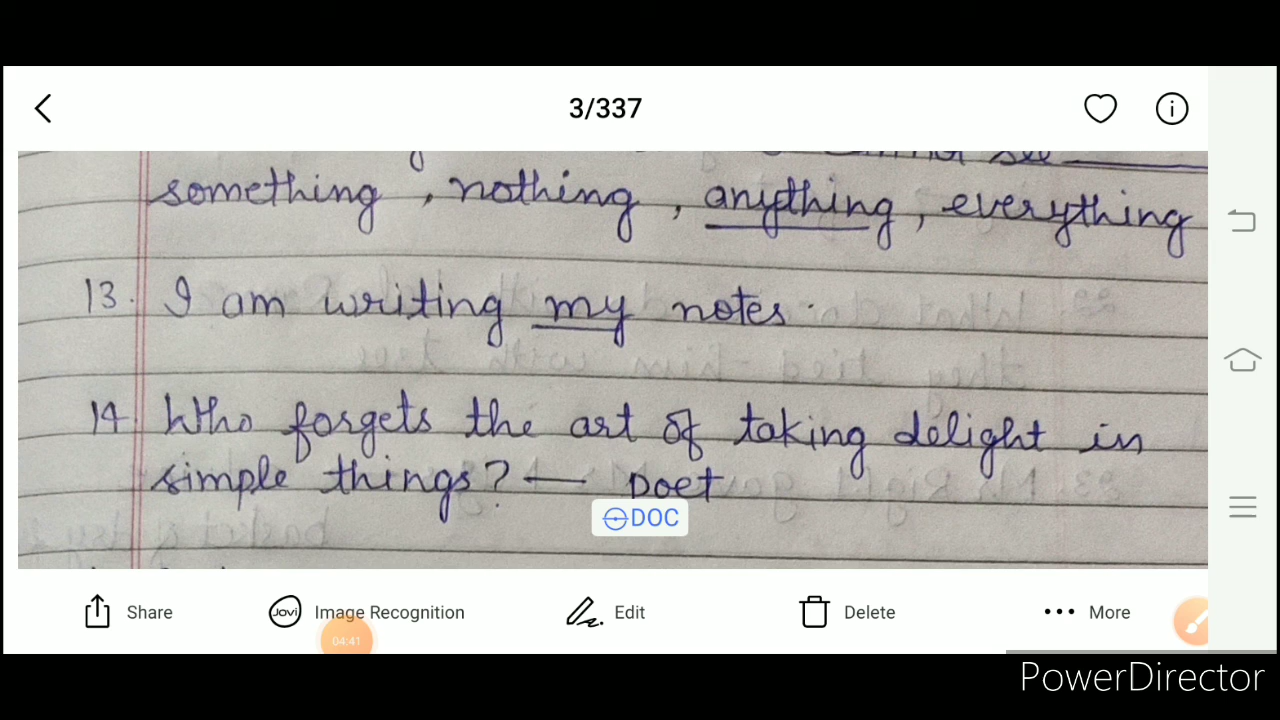 3/337
something, nothing, anything, everything
13. I am writing my notes.
14. Who forgets the art of taking delight in
simple things? — Poet
DOC
Share
Jovi Image Recognition
Edit
Delete
More
04:41
PowerDirector